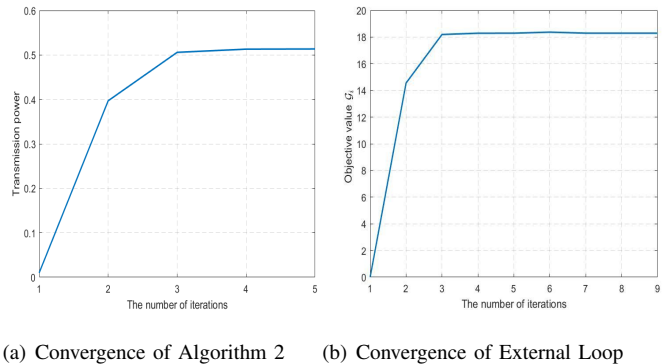 0.6
0.5
0.4
0.3
0.2
0.1
0
Transmission power
1 2 3 4 5
The number of iterations
(a) Convergence of Algorithm 2
20
18
16
14
12
10
8
6
4
2
0
Objective value 𝒢ₜ
1 2 3 4 5 6 7 8 9
The number of iterations
(b) Convergence of External Loop